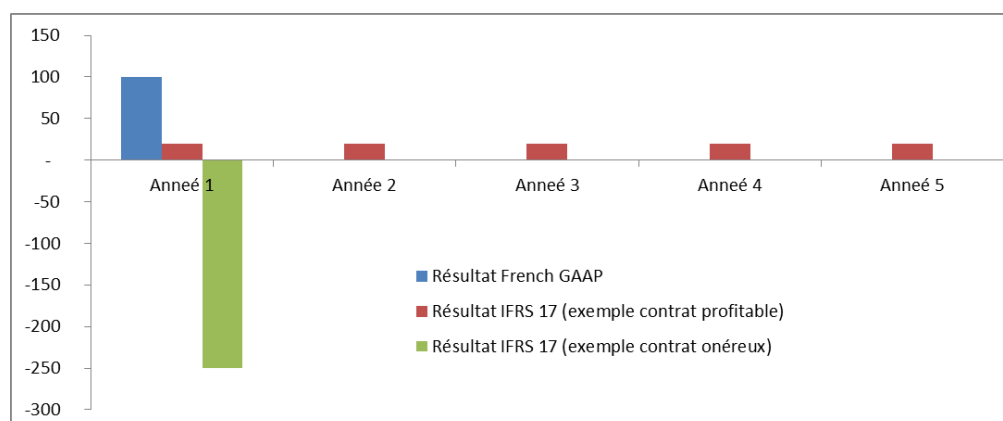 150
100
50
-
Anneé 1
Année 2
Anneé 3
Anneé 4
Anneé 5
-50
-100
-150
-200
-250
-300
Résultat French GAAP
Résultat IFRS 17 (exemple contrat profitable)
Résultat IFRS 17 (exemple contrat onéreux)